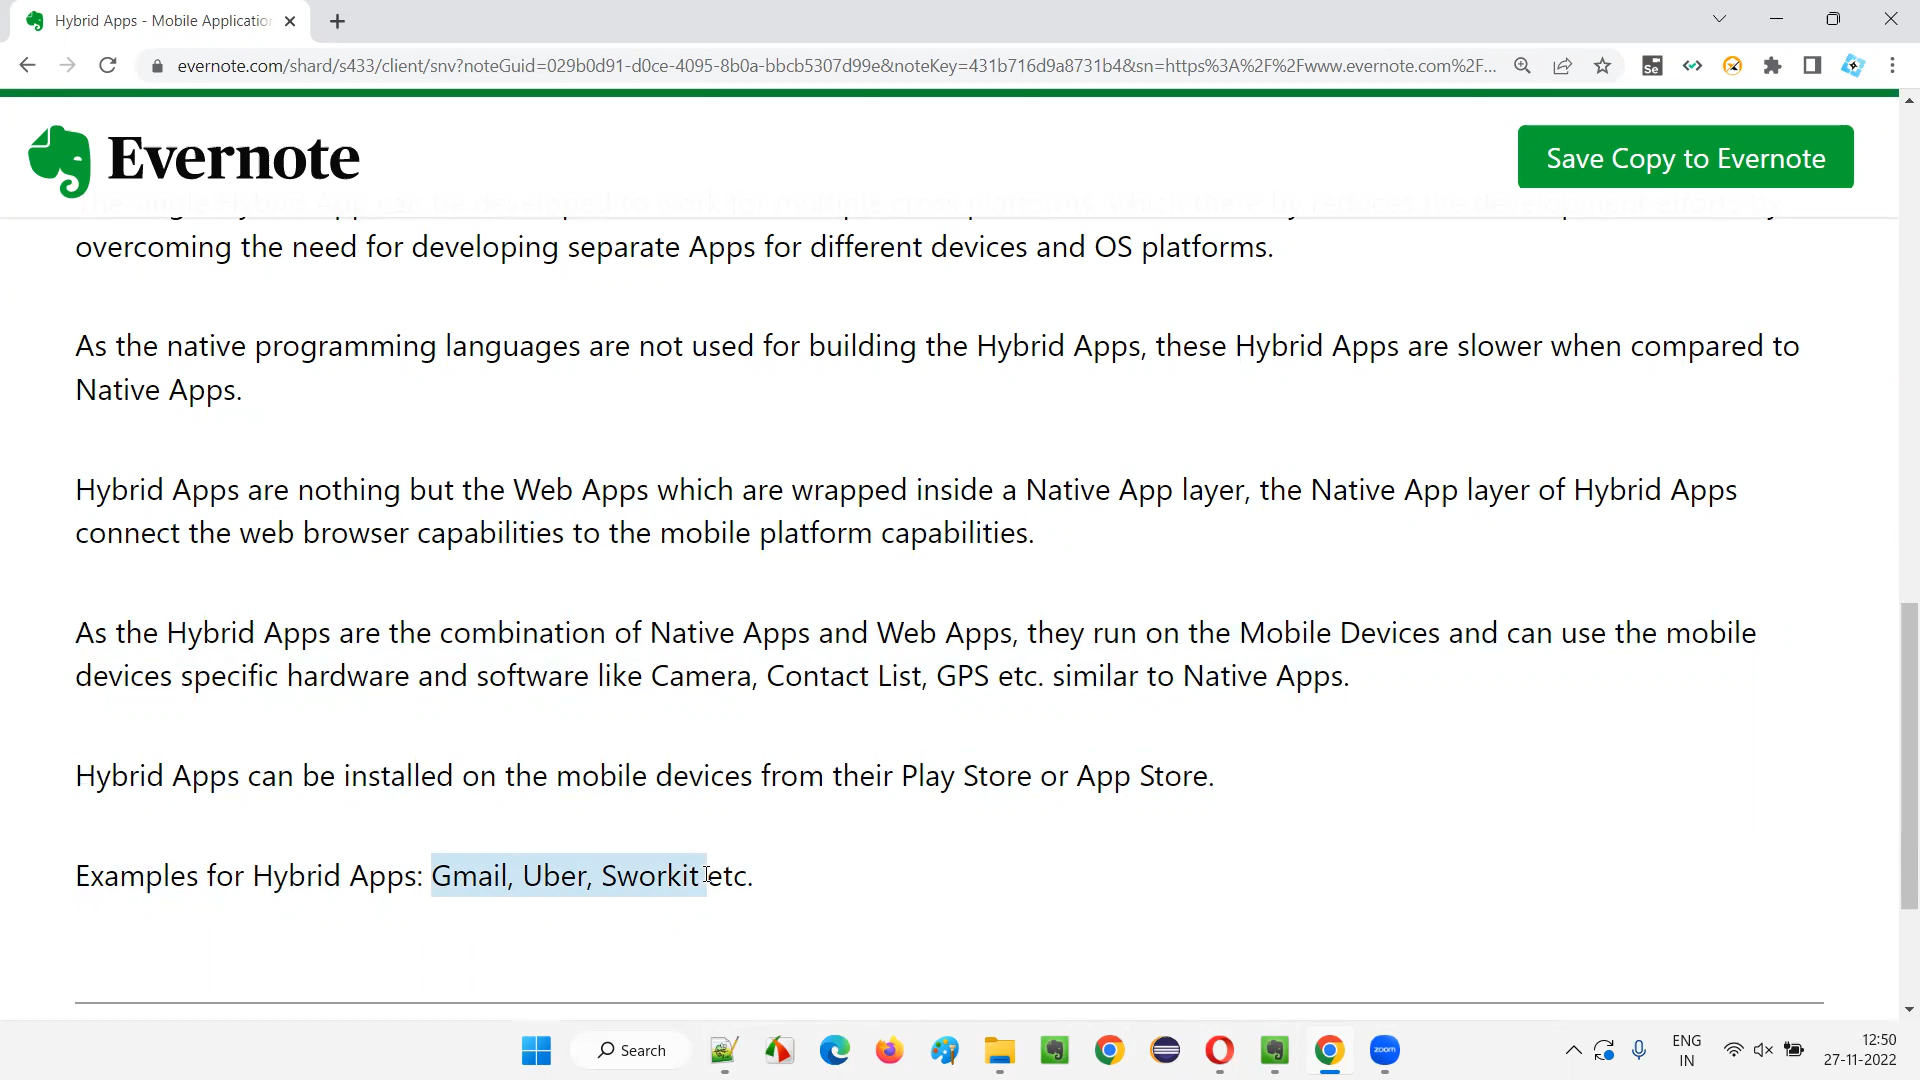 Hybrid Apps - Mobile Applicatio
evernote.com/shard/s433/client/snv?noteGuid=029b0d91-d0ce-4095-8b0a-bbcb5307d99e&noteKey=431b716d9a8731b4&sn=https%3A%2F%2Fwww.evernote.com%2F...
Se
Evernote
Save Copy to Evernote
overcoming the need for developing separate Apps for different devices and OS platforms.
As the native programming languages are not used for building the Hybrid Apps, these Hybrid Apps are slower when compared to
Native Apps.
Hybrid Apps are nothing but the Web Apps which are wrapped inside a Native App layer, the Native App layer of Hybrid Apps
connect the web browser capabilities to the mobile platform capabilities.
As the Hybrid Apps are the combination of Native Apps and Web Apps, they run on the Mobile Devices and can use the mobile
devices specific hardware and software like Camera, Contact List, GPS etc. similar to Native Apps.
Hybrid Apps can be installed on the mobile devices from their Play Store or App Store.
Examples for Hybrid Apps: Gmail, Uber, Sworkit etc.
Search
zoom
ENG
IN
12:50
27-11-2022